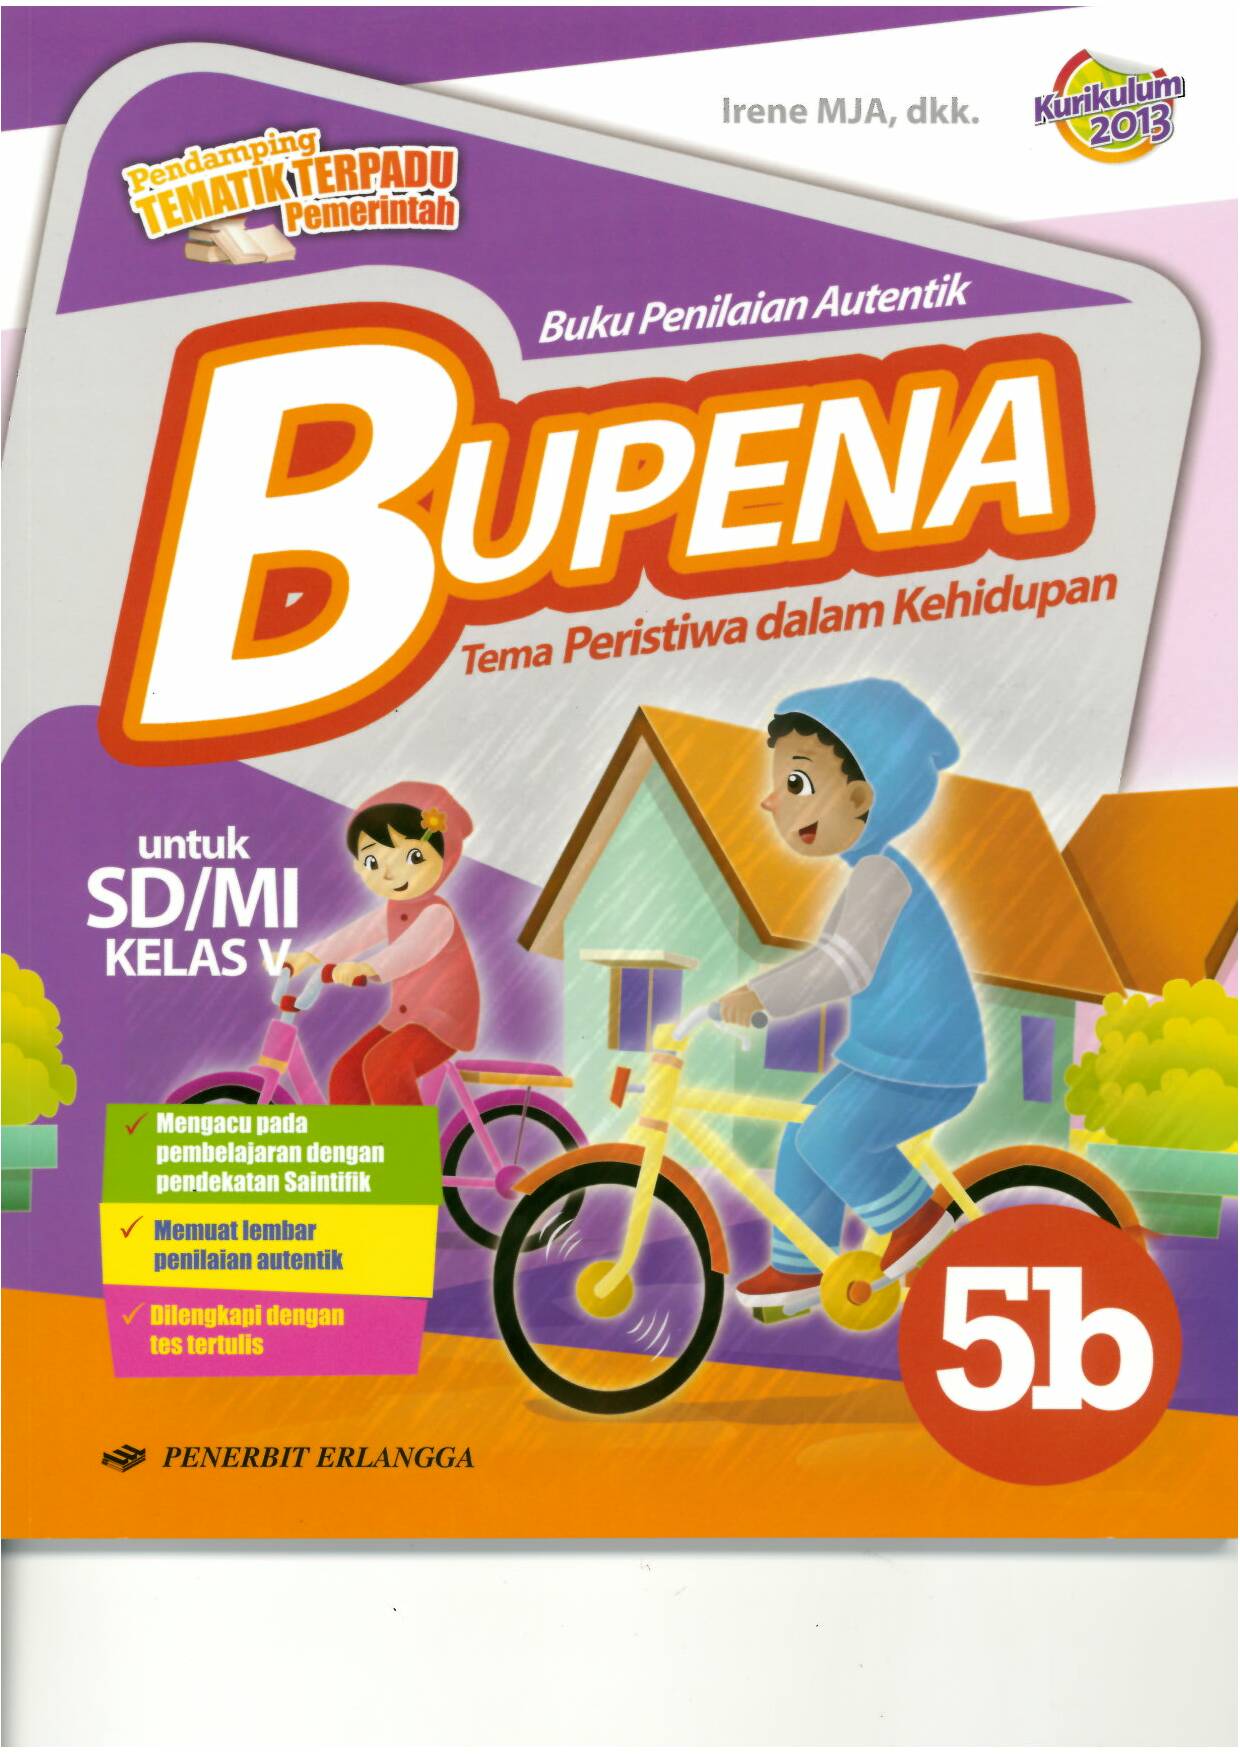 Irene MJA, dkk.
Kurikulum
2013
Pendamping
TEMATIK TERPADU
Pemerintah
Buku Penilaian Autentik
BUPENA
Tema Peristiwa dalam Kehidupan
untuk
SD/MI
KELAS V
✓ Mengacu pada
pembelajaran dengan
pendekatan Saintifik
✓ Memuat lembar
penilaian autentik
✓ Dilengkapi dengan
tes tertulis
5b
PENERBIT ERLANGGA